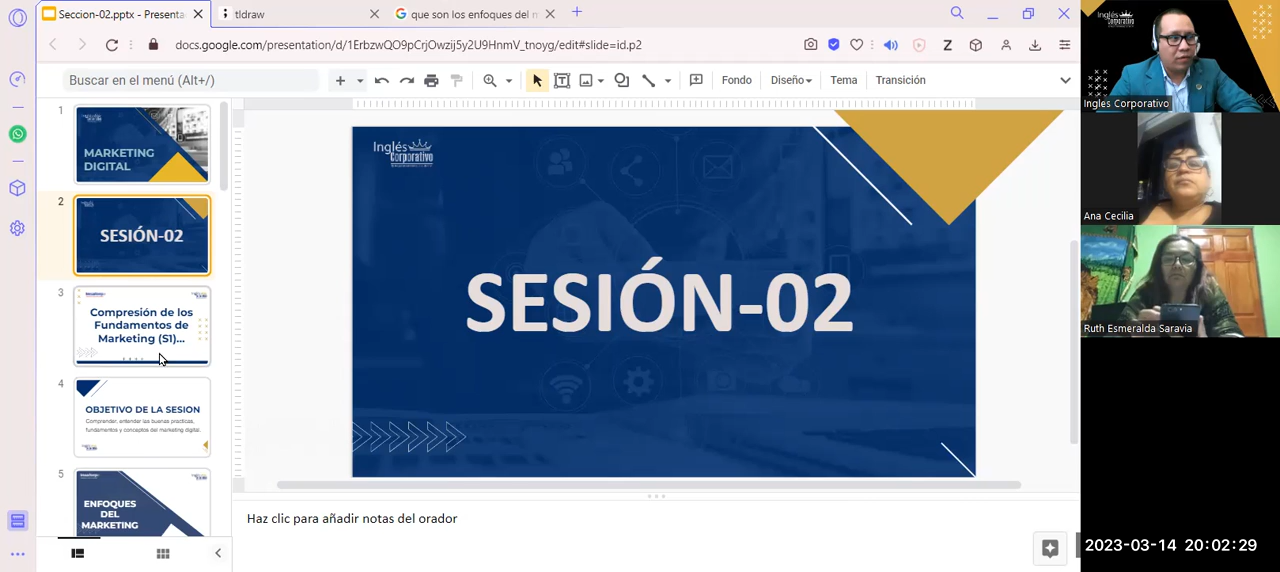 Seccion-02.pptx - Presenta
tldraw
que son los enfoques del m
docs.google.com/presentation/d/1ErbzwQO9pCrjOwzij5y2U9HnmV_tnoyg/edit#slide=id.p2
Buscar en el menú (Alt+/)
Fondo
Diseño
Tema
Transición
1
MARKETING
DIGITAL
2
SESIÓN-02
3
Compresión de los
Fundamentos de
Marketing (S1)...
4
OBJETIVO DE LA SESION
Comprender, entender las buenas practicas,
fundamentos y conceptos del marketing digital.
5
ENFOQUES
DEL
MARKETING
Inglés
Corporativo
SESIÓN-02
Haz clic para añadir notas del orador
Inglés
Corporativo
Ingles Corporativo
Ana Cecilia
Ruth Esmeralda Saravia
2023-03-14 20:02:29